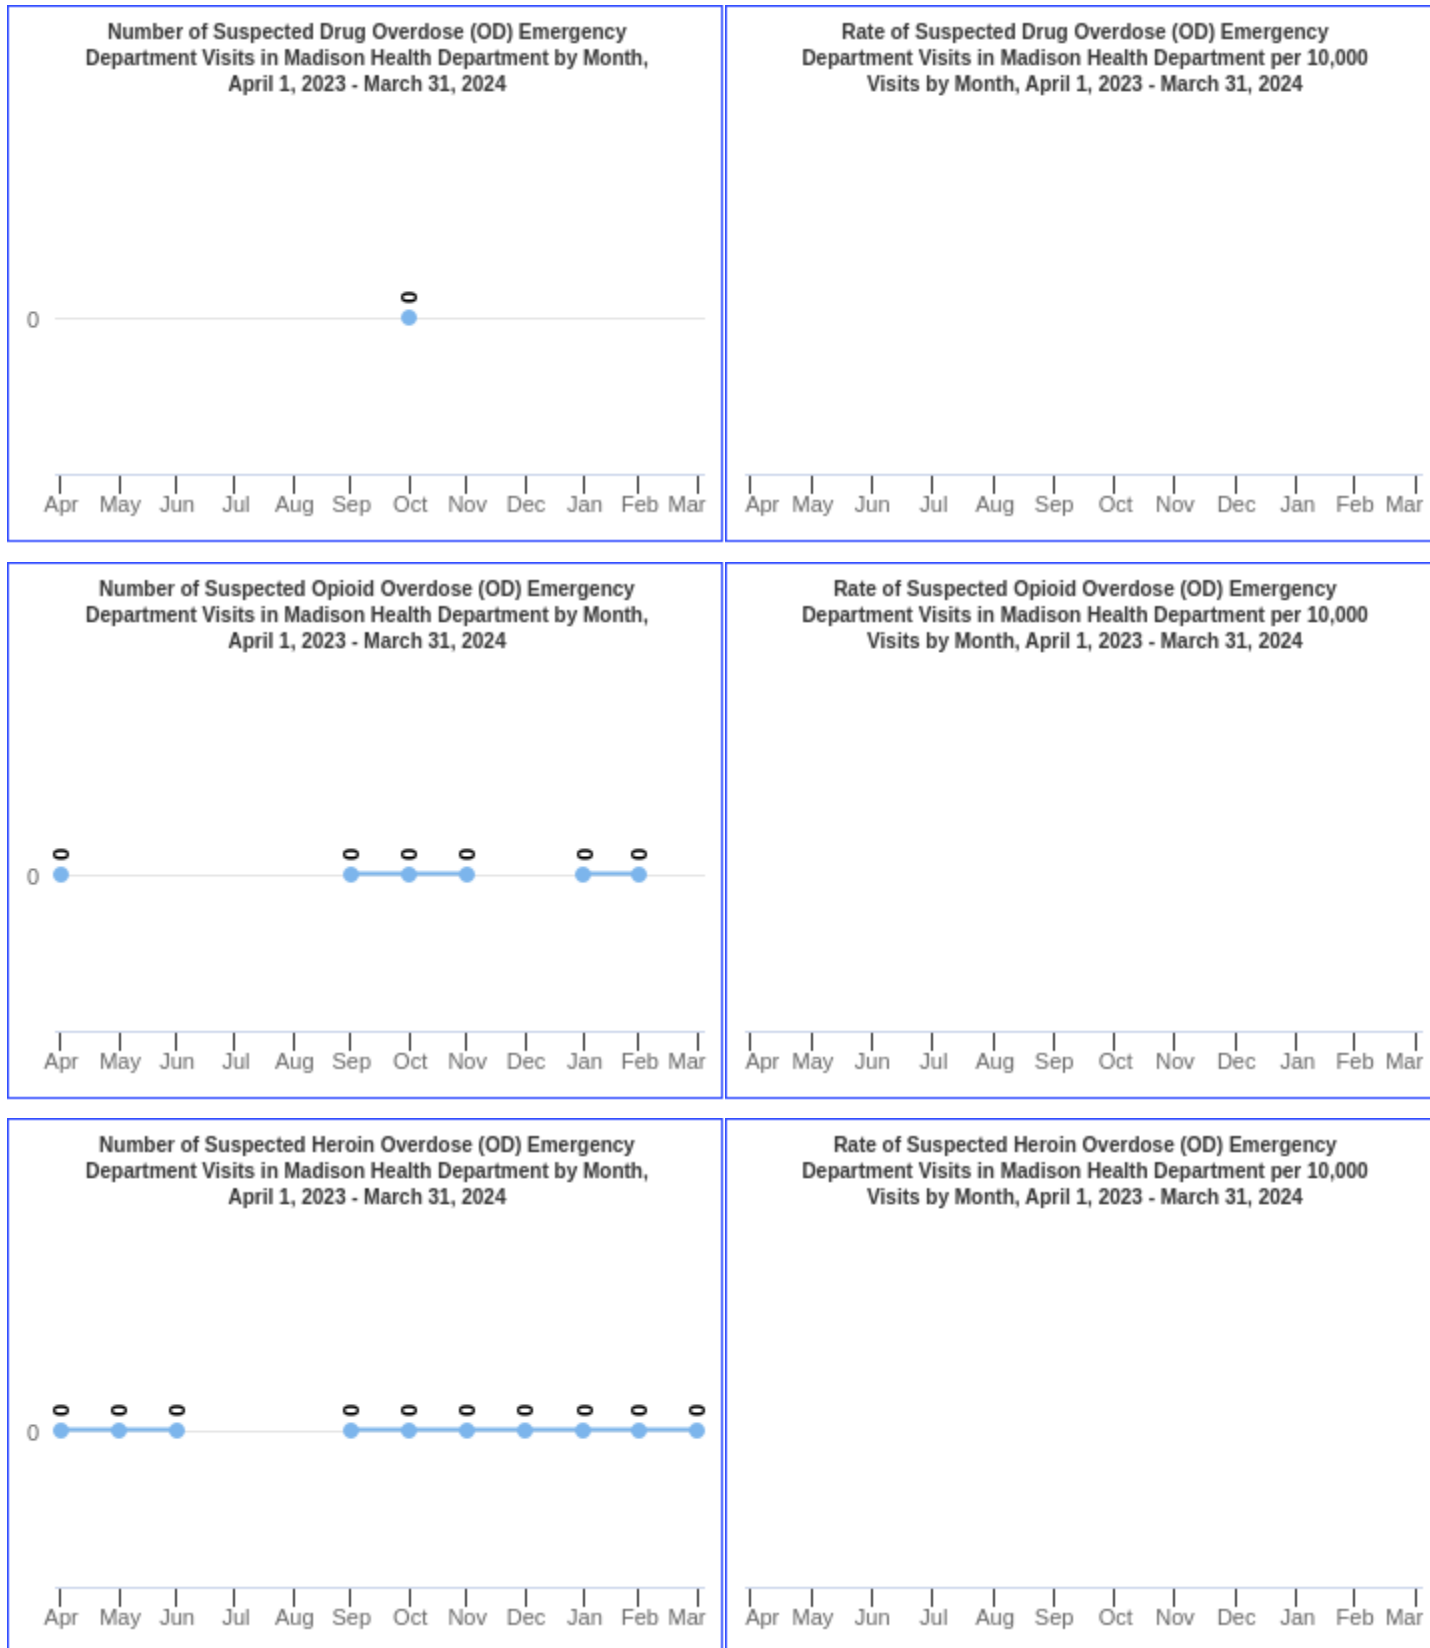 Number of Suspected Drug Overdose (OD) Emergency
Department Visits in Madison Health Department by Month,
April 1, 2023 - March 31, 2024
0
0
Apr May Jun Jul Aug Sep Oct Nov Dec Jan Feb Mar
Rate of Suspected Drug Overdose (OD) Emergency
Department Visits in Madison Health Department per 10,000
Visits by Month, April 1, 2023 - March 31, 2024
Apr May Jun Jul Aug Sep Oct Nov Dec Jan Feb Mar
Number of Suspected Opioid Overdose (OD) Emergency
Department Visits in Madison Health Department by Month,
April 1, 2023 - March 31, 2024
0 0 0 0 0 0
0
Apr May Jun Jul Aug Sep Oct Nov Dec Jan Feb Mar
Rate of Suspected Opioid Overdose (OD) Emergency
Department Visits in Madison Health Department per 10,000
Visits by Month, April 1, 2023 - March 31, 2024
Apr May Jun Jul Aug Sep Oct Nov Dec Jan Feb Mar
Number of Suspected Heroin Overdose (OD) Emergency
Department Visits in Madison Health Department by Month,
April 1, 2023 - March 31, 2024
0 0 0 0 0 0 0 0 0 0
0
Apr May Jun Jul Aug Sep Oct Nov Dec Jan Feb Mar
Rate of Suspected Heroin Overdose (OD) Emergency
Department Visits in Madison Health Department per 10,000
Visits by Month, April 1, 2023 - March 31, 2024
Apr May Jun Jul Aug Sep Oct Nov Dec Jan Feb Mar